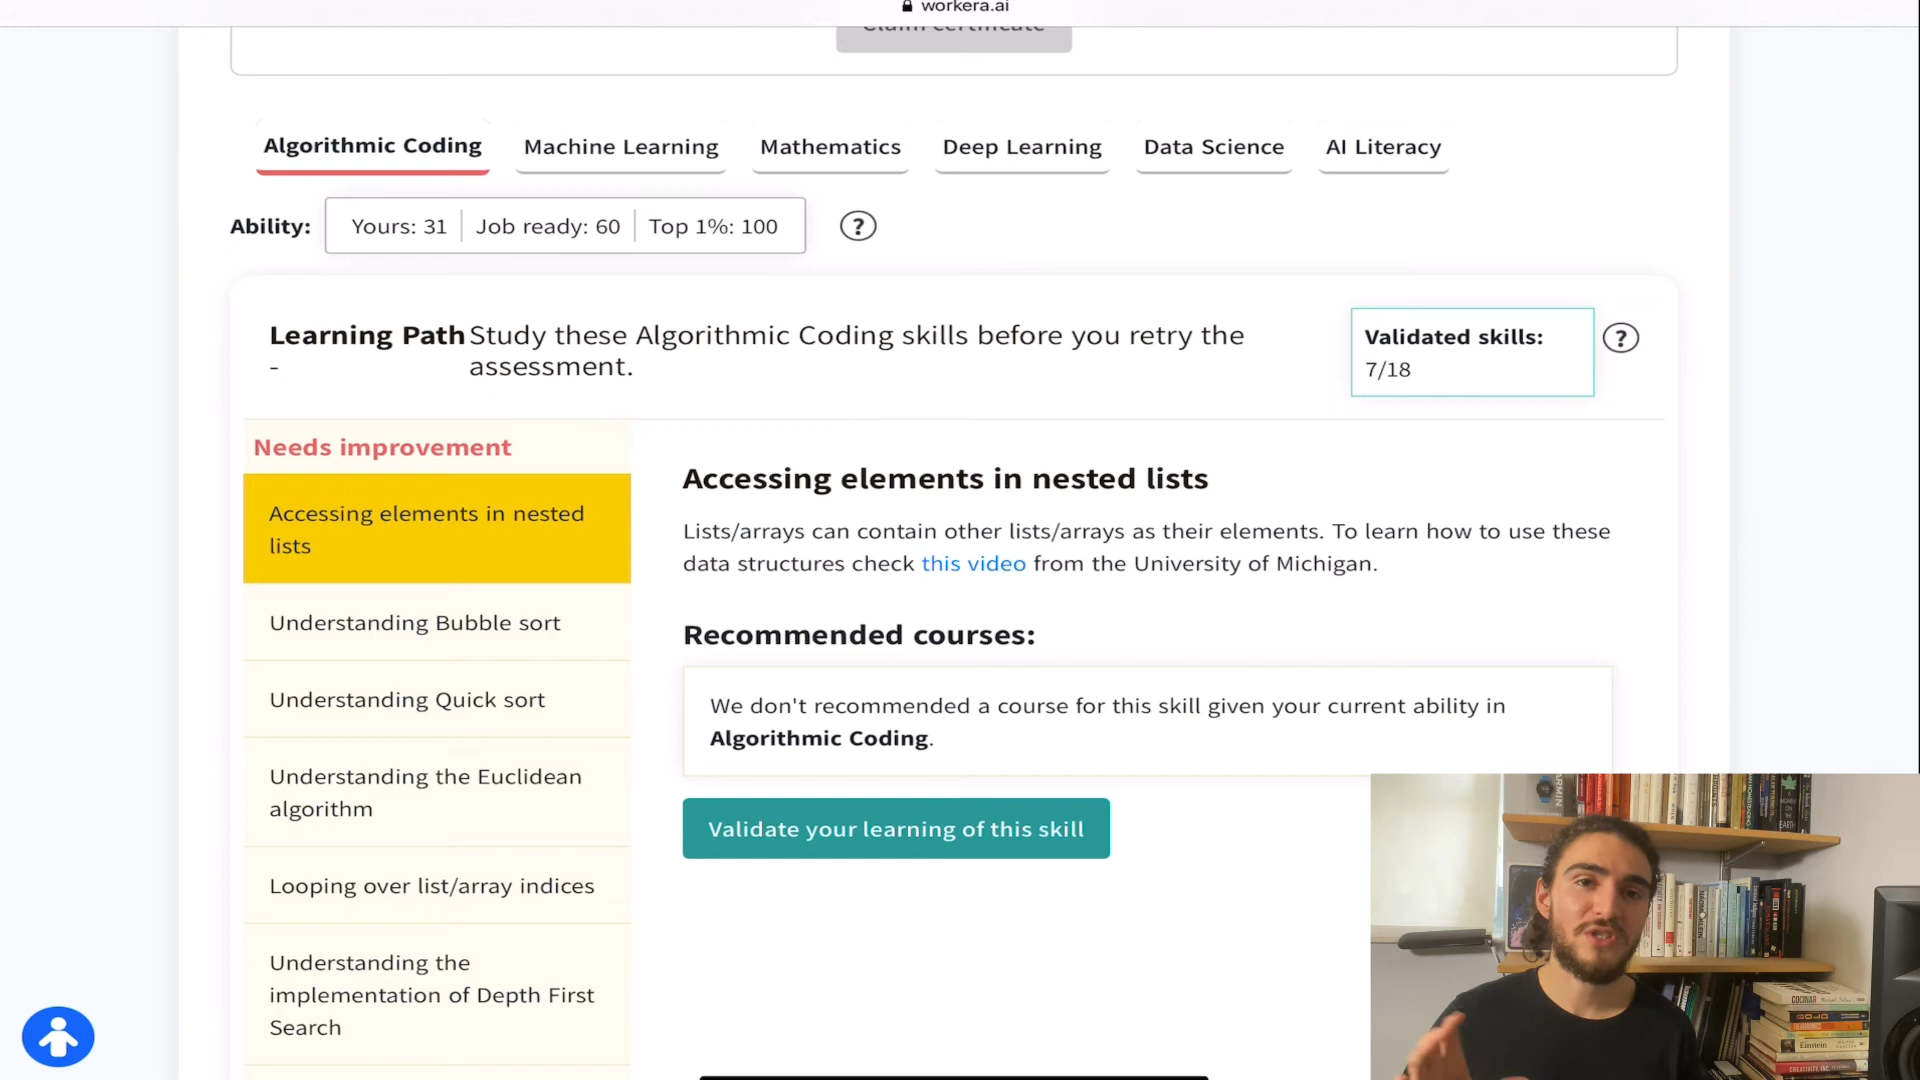 workera.ai
Claim certificate
Algorithmic Coding
Machine Learning
Mathematics
Deep Learning
Data Science
AI Literacy
Ability:
Yours: 31
Job ready: 60
Top 1%: 100
?
Learning Path Study these Algorithmic Coding skills before you retry the
- assessment.
Validated skills:
7/18
?
Needs improvement
Accessing elements in nested
lists
Understanding Bubble sort
Understanding Quick sort
Understanding the Euclidean
algorithm
Looping over list/array indices
Understanding the
implementation of Depth First
Search
Accessing elements in nested lists
Lists/arrays can contain other lists/arrays as their elements. To learn how to use these
data structures check this video from the University of Michigan.
Recommended courses:
We don't recommended a course for this skill given your current ability in
Algorithmic Coding.
Validate your learning of this skill
COCINAR
Einstein